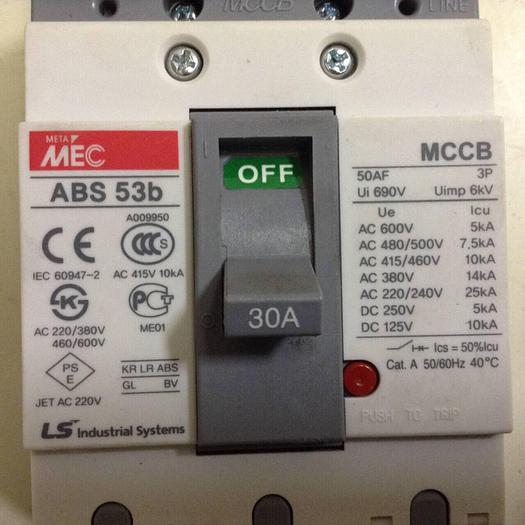 MCCB
LINE
META
MEC
ABS 53b
A009950
CE
CCC S
IEC 60947-2
AC 415V 10kA
AC 220/380V
460/600V
ME01
PS
E
KR LR ABS
GL BV
JET AC 220V
LS Industrial Systems
I
OFF
30A
O
MCCB
50AF 3P
Ui 690V Uimp 6kV
Ue Icu
AC 600V 5kA
AC 480/500V 7,5kA
AC 415/460V 10kA
AC 380V 14kA
AC 220/240V 25kA
DC 250V 5kA
DC 125V 10kA
Ics = 50%Icu
Cat. A 50/60Hz 40°C
PUSH TO TRIP